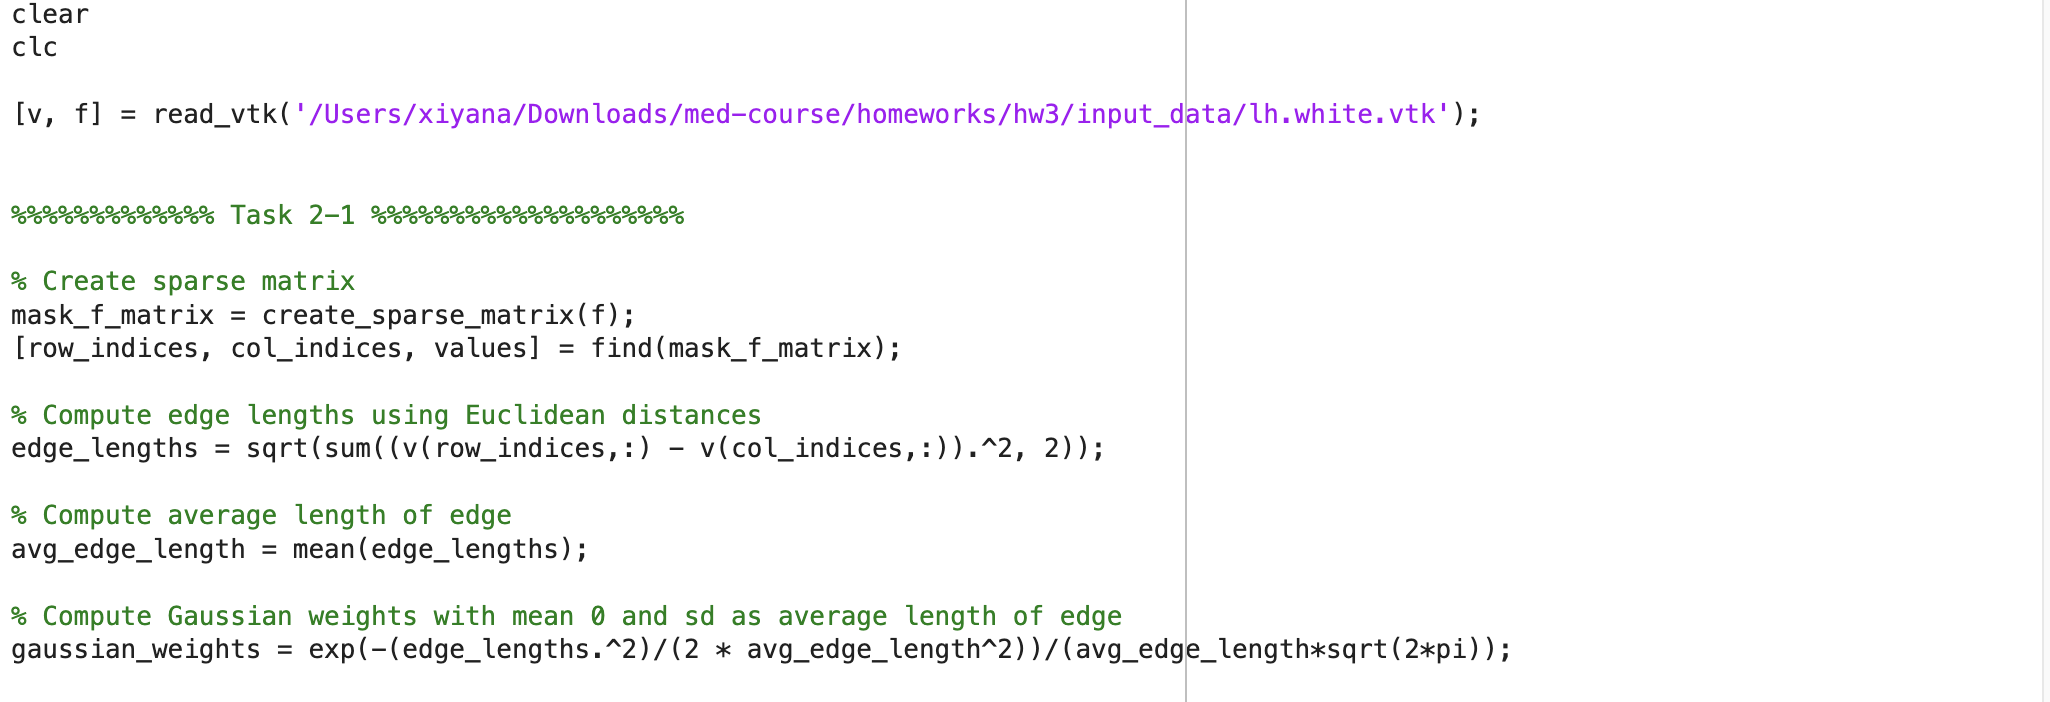 clear
clc
[v, f] = read_vtk('/Users/xiyana/Downloads/med-course/homeworks/hw3/input_data/lh.white.vtk');
%%%%%%%%%%%%% Task 2-1 %%%%%%%%%%%%%%%%%%%%
% Create sparse matrix
mask_f_matrix = create_sparse_matrix(f);
[row_indices, col_indices, values] = find(mask_f_matrix);
% Compute edge lengths using Euclidean distances
edge_lengths = sqrt(sum((v(row_indices,:) - v(col_indices,:)).^2, 2));
% Compute average length of edge
avg_edge_length = mean(edge_lengths);
% Compute Gaussian weights with mean 0 and sd as average length of edge
gaussian_weights = exp(-(edge_lengths.^2)/(2 * avg_edge_length^2))/(avg_edge_length*sqrt(2*pi));